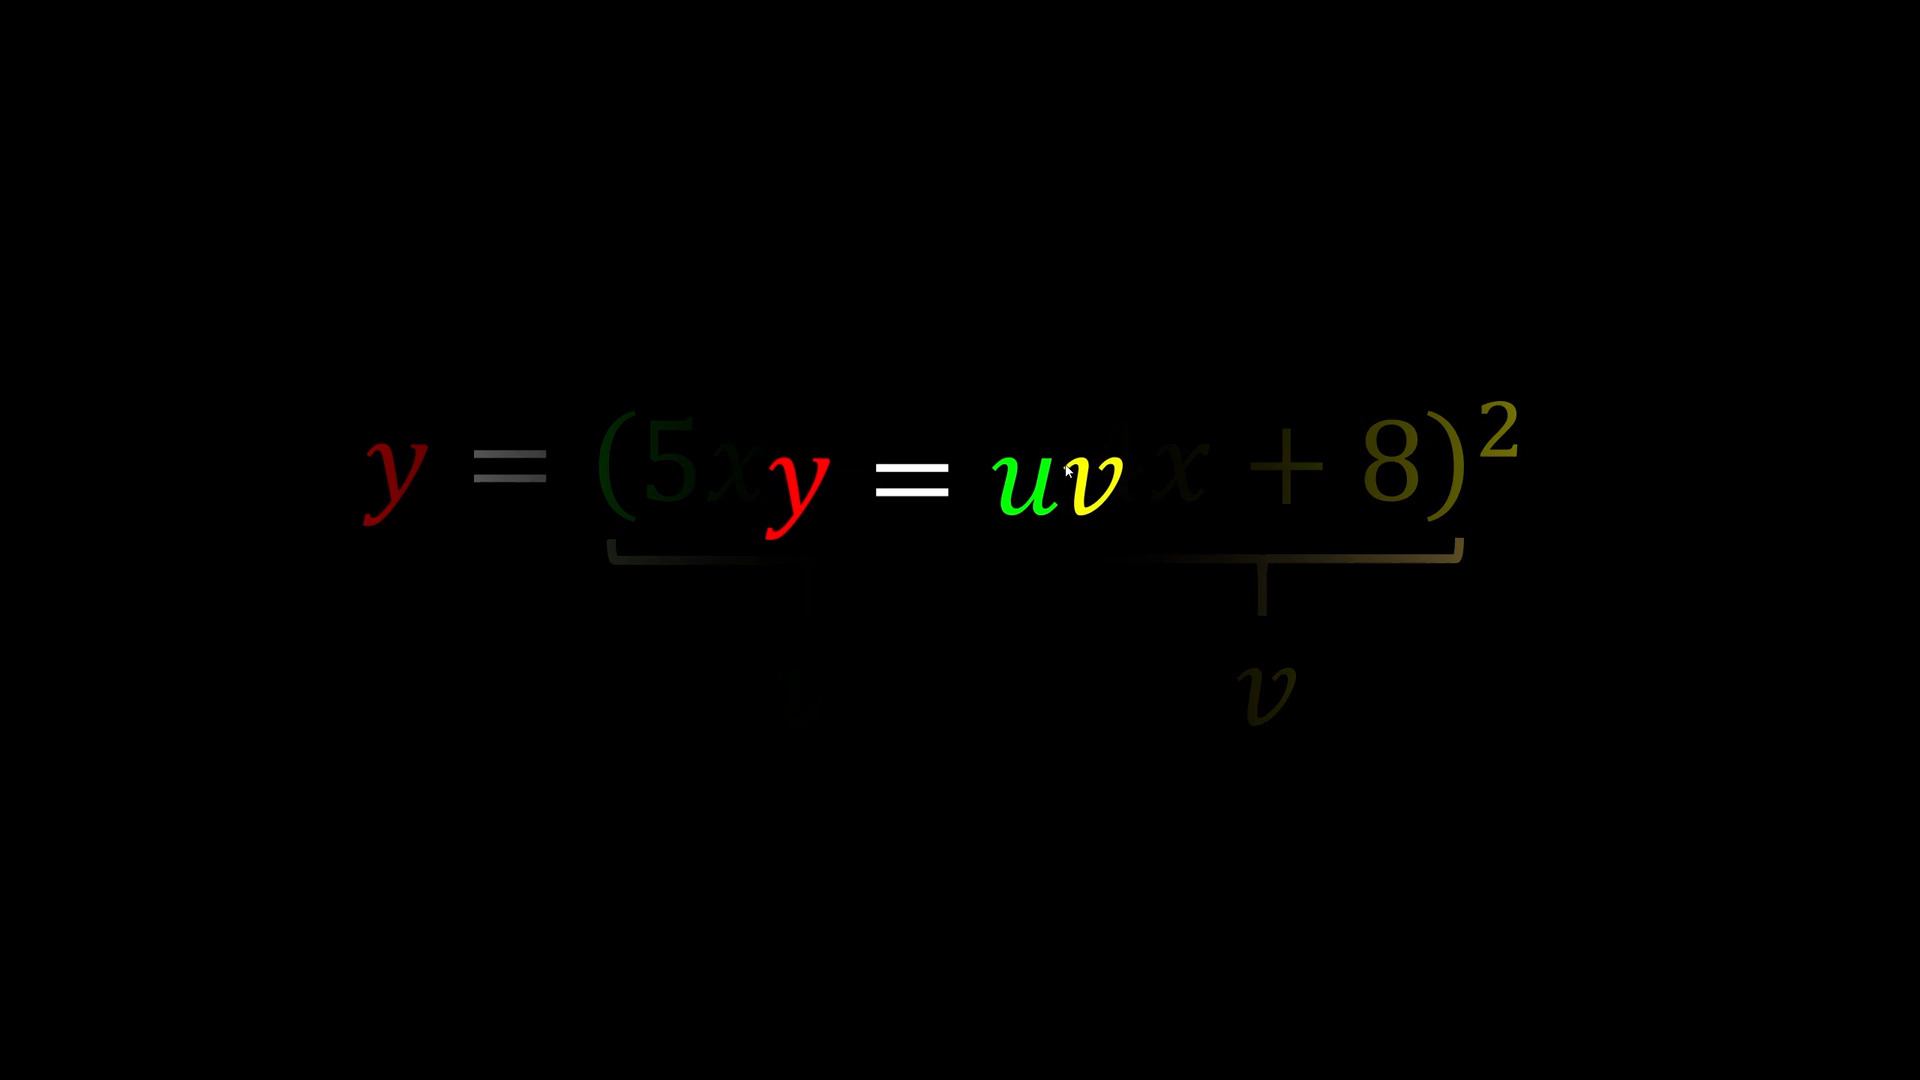 y = (5x x + 8)²
y = uv
v